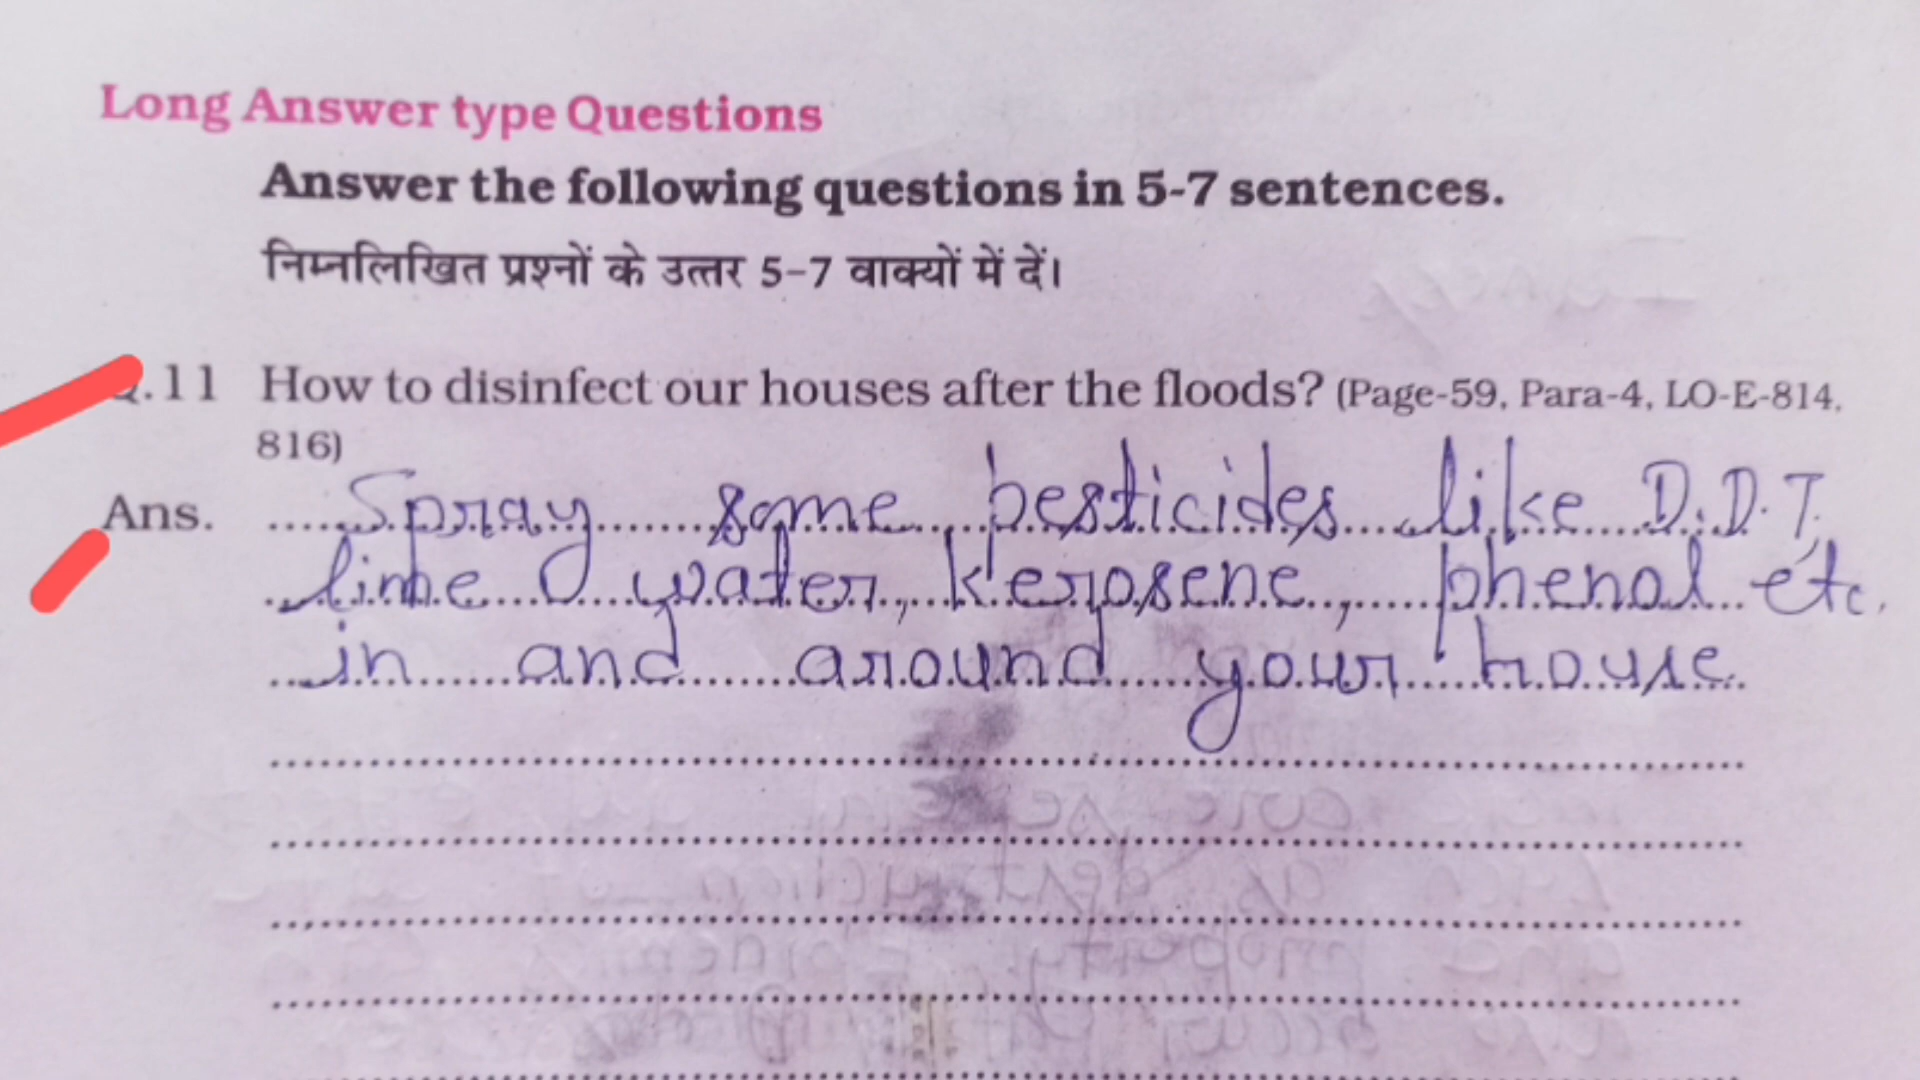 Long Answer type Questions
Answer the following questions in 5-7 sentences.
निम्नलिखित प्रश्नों के उत्तर 5-7 वाक्यों में दें।
Q.11 How to disinfect our houses after the floods? (Page-59, Para-4, LO-E-814,
816)
Ans. Spray some pesticides like D.D.T,
lime water, Kerosene, phenol etc.
in and around your house